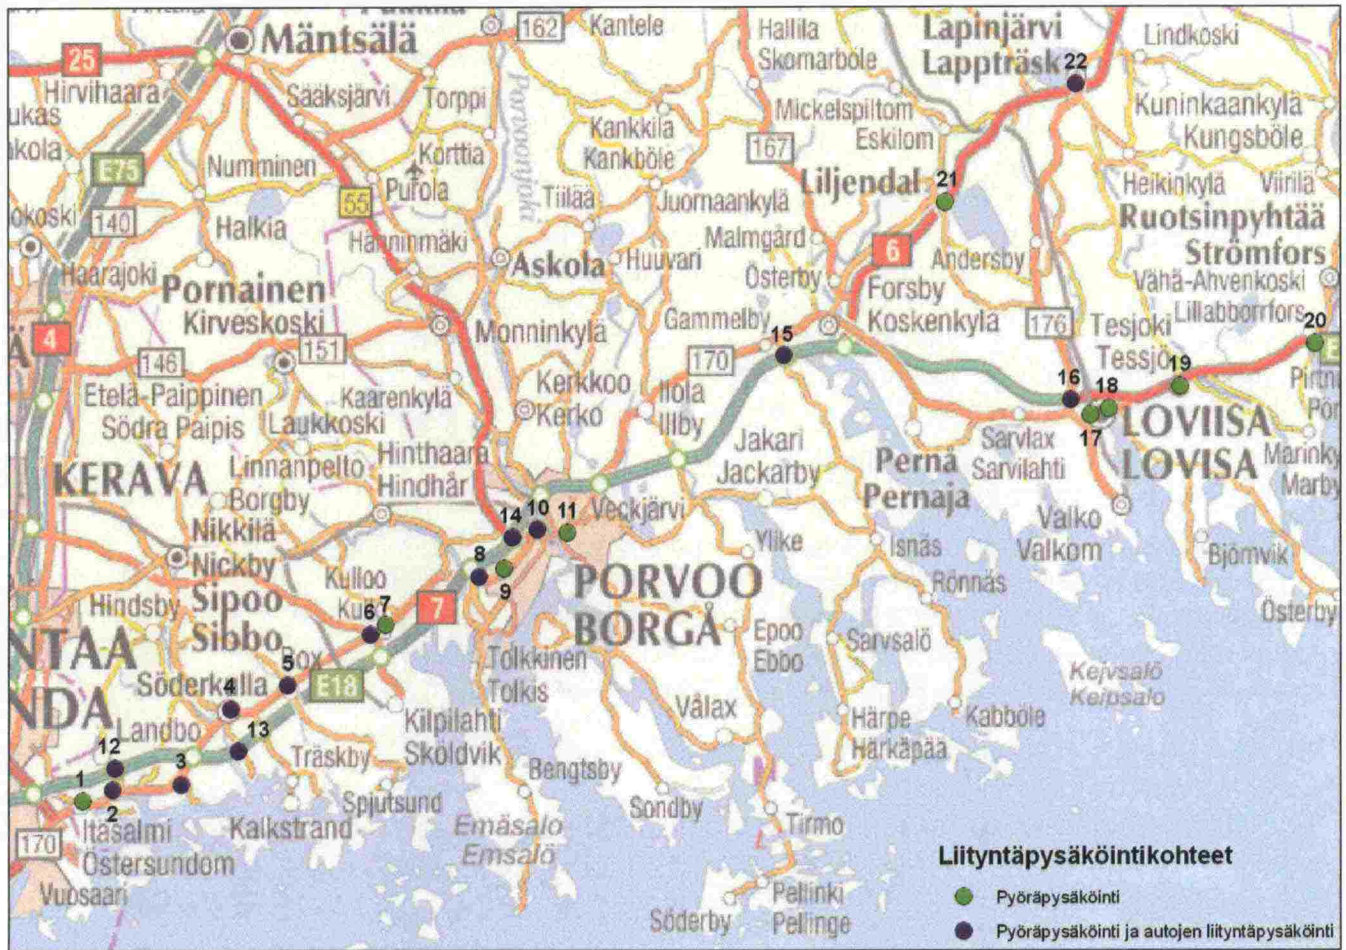 162
Kantele
Hallila
Skomarböle
Lapinjärvi
Lappträsk
Lindkoski
Mäntsälä
25
22
Hirvihaara
Sääksjärvi
Torppi
Porvoonjoki
Kankkila
Kankböle
Mickelspiltom
Eskilom
Kuninkaankylä
Kungsböle
E75
Numminen
Korttia
167
Purola
55
Tiilää
Juornaankylä
Liljendal
21
Heikinkylä
Viirilä
140
Halkia
Hänninmäki
Askola
Huuvari
Malmgård
6
Andersby
Ruotsinpyhtää
Strömfors
Haarajoki
Österby
Vähä-Ahvenkoski
Lillabborrfors
Pornainen
Kirveskoski
Forsby
Koskenkylä
4
Monninkylä
Gammelby
15
176
Tesjoki
Tessjö
20
146
151
170
19
Etelä-Paippinen
Södra Paipis
Kaarenkylä
Kerkkoo
Kerko
Ilola
Illby
16
18
17
Laukkoski
LOVIISA
LOVISA
KERAVA
Linnanpelto
Borgby
Hinthaara
Hindhår
Jakari
Jackarby
Pernå
Pernaja
Sarvlax
Sarvilahti
Nikkilä
Nickby
14
10
11
Veckjärvi
Valko
Valkom
Ylike
Isnäs
Björnvik
Hindsby
Sipoo
Sibbo
Kulloo
8
9
PORVOO
BORGÅ
Rönnäs
Österby
6
7
7
Epoo
Ebbo
Sarvsalö
5
Box
Tolkkinen
Tolkis
4
E18
Landbo
13
Kilpilahti
Sköldvik
Vålax
Härpe
Härkäpää
Kabböle
12
Träskby
1
2
3
Spjutsund
Bengtsby
Sondby
170
Itäsalmi
Östersundom
Kalkstrand
Emäsalo
Emsalö
Tirmo
Vuosaari
Pellinki
Pellinge
Söderby
Liityntäpysäköintikohteet
Pyöräpysäköinti
Pyöräpysäköinti ja autojen liityntäpysäköinti